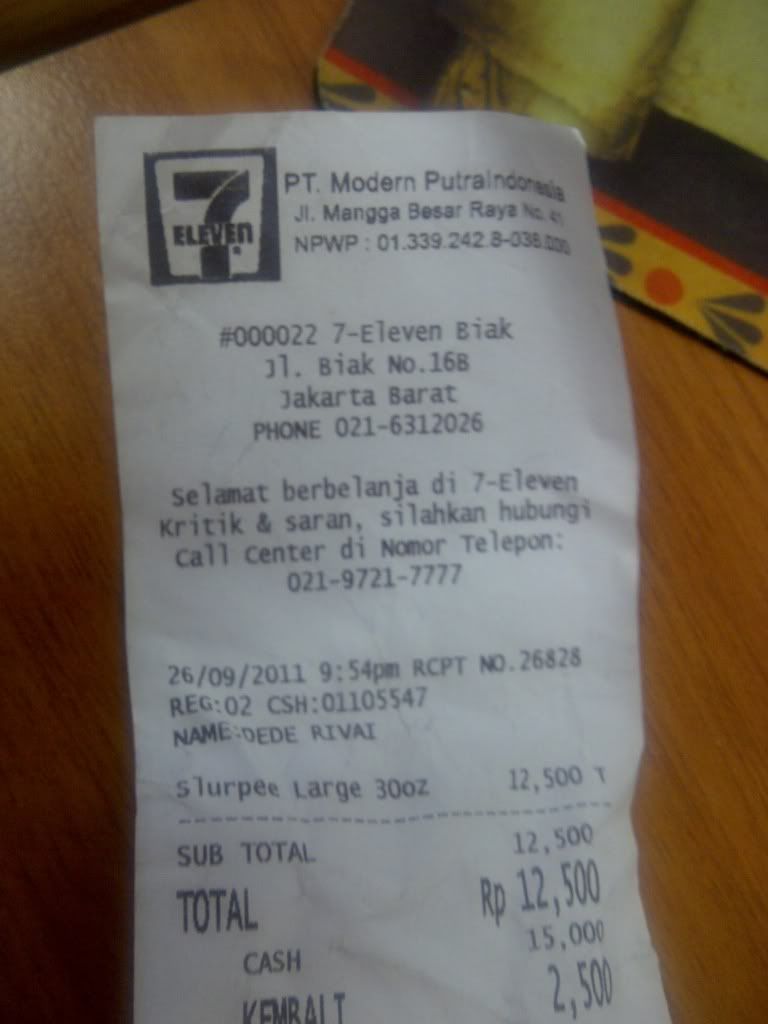 7
ELEVEN
PT. Modern PutraIndonesia
Jl. Mangga Besar Raya No. 41
NPWP : 01.339.242.8-038.000
#000022 7-Eleven Biak
Jl. Biak No.16B
Jakarta Barat
PHONE 021-6312026
Selamat berbelanja di 7-Eleven
Kritik & saran, silahkan hubungi
Call Center di Nomor Telepon:
021-9721-7777
26/09/2011 9:54pm RCPT NO.26828
REG:02 CSH:01105547
NAME:DEDE RIVAI
Slurpee Large 30oz 12,500 T
SUB TOTAL 12,500
TOTAL Rp 12,500
CASH 15,000
KEMBALI 2,500